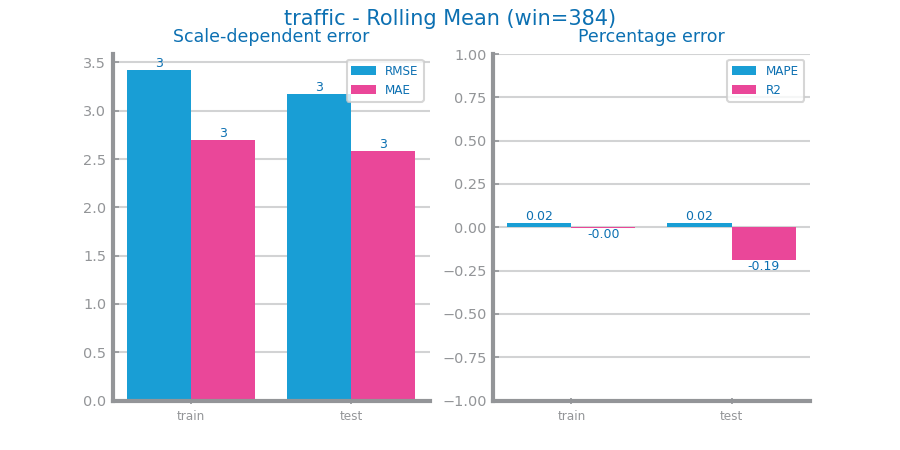 traffic - Rolling Mean (win=384)
Scale-dependent error
3.5
3.0
2.5
2.0
1.5
1.0
0.5
0.0
3
3
3
3
RMSE
MAE
train
test
Percentage error
1.00
0.75
0.50
0.25
0.00
−0.25
−0.50
−0.75
−1.00
0.02
-0.00
0.02
-0.19
MAPE
R2
train
test